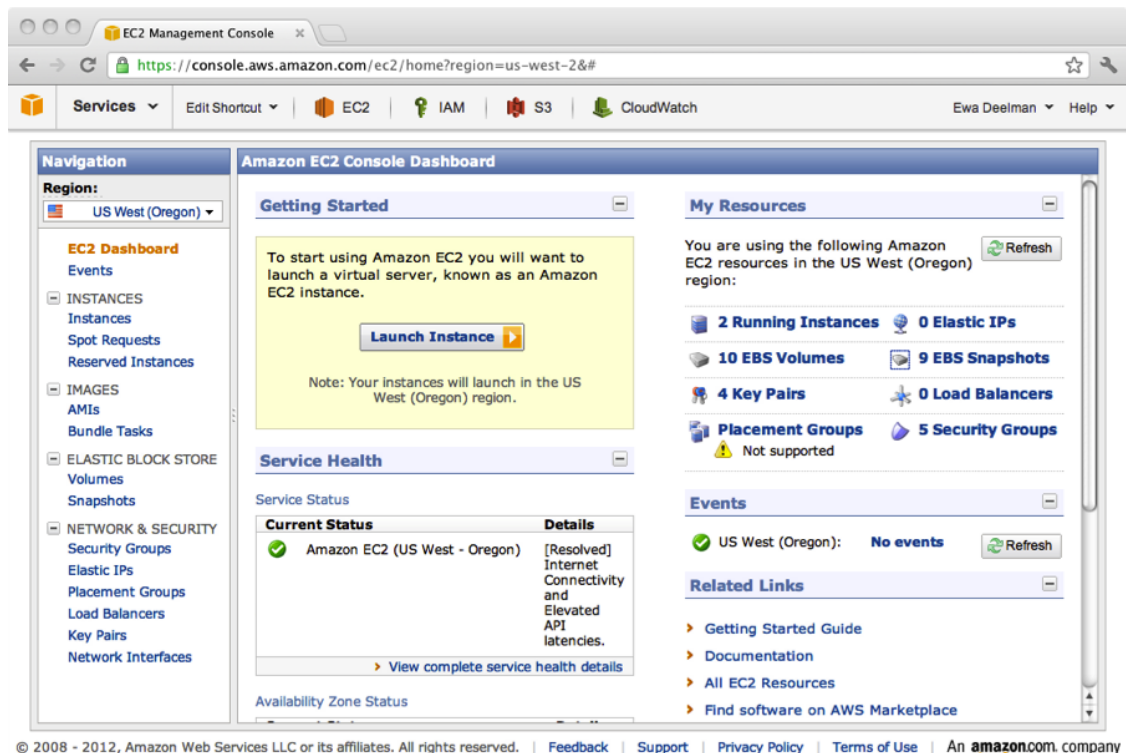 EC2 Management Console
https://console.aws.amazon.com/ec2/home?region=us-west-2&#
Services Edit Shortcut EC2 IAM S3 CloudWatch Ewa Deelman Help
Navigation
Region:
US West (Oregon)
EC2 Dashboard
Events
INSTANCES
Instances
Spot Requests
Reserved Instances
IMAGES
AMIs
Bundle Tasks
ELASTIC BLOCK STORE
Volumes
Snapshots
NETWORK & SECURITY
Security Groups
Elastic IPs
Placement Groups
Load Balancers
Key Pairs
Network Interfaces
Amazon EC2 Console Dashboard
Getting Started
To start using Amazon EC2 you will want to
launch a virtual server, known as an Amazon
EC2 instance.
Launch Instance
Note: Your instances will launch in the US
West (Oregon) region.
Service Health
Service Status
Current Status Details
Amazon EC2 (US West - Oregon) [Resolved]
Internet
Connectivity
and
Elevated
API
latencies.
View complete service health details
Availability Zone Status
My Resources
You are using the following Amazon
EC2 resources in the US West (Oregon)
region:
Refresh
2 Running Instances 0 Elastic IPs
10 EBS Volumes 9 EBS Snapshots
4 Key Pairs 0 Load Balancers
Placement Groups 5 Security Groups
Not supported
Events
US West (Oregon): No events Refresh
Related Links
Getting Started Guide
Documentation
All EC2 Resources
Find software on AWS Marketplace
© 2008 - 2012, Amazon Web Services LLC or its affiliates. All rights reserved. | Feedback | Support | Privacy Policy | Terms of Use | An amazon.com. company